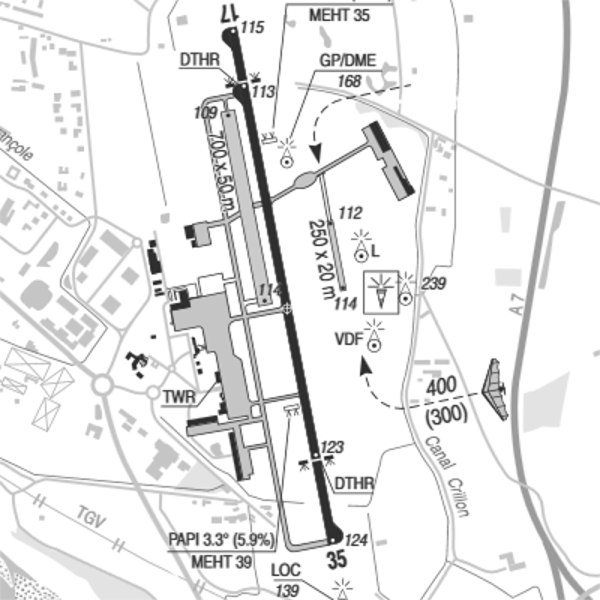 17
115
MEHT 35
DTHR
GP/DME
168
113
109
700 x 50 m
ançole
112
250 x 20 m
L
114
114
239
A 7
VDF
400
(300)
TWR
123
DTHR
Canal Crillon
TGV
PAPI 3.3° (5.9%)
MEHT 39
124
35
LOC
139